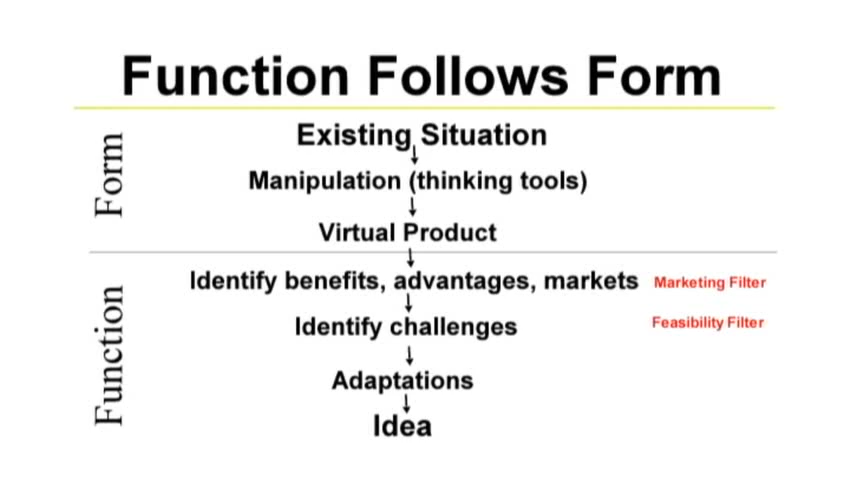 Function Follows Form
Form
Existing Situation
Manipulation (thinking tools)
Virtual Product
Function
Identify benefits, advantages, markets Marketing Filter
Identify challenges Feasibility Filter
Adaptations
Idea